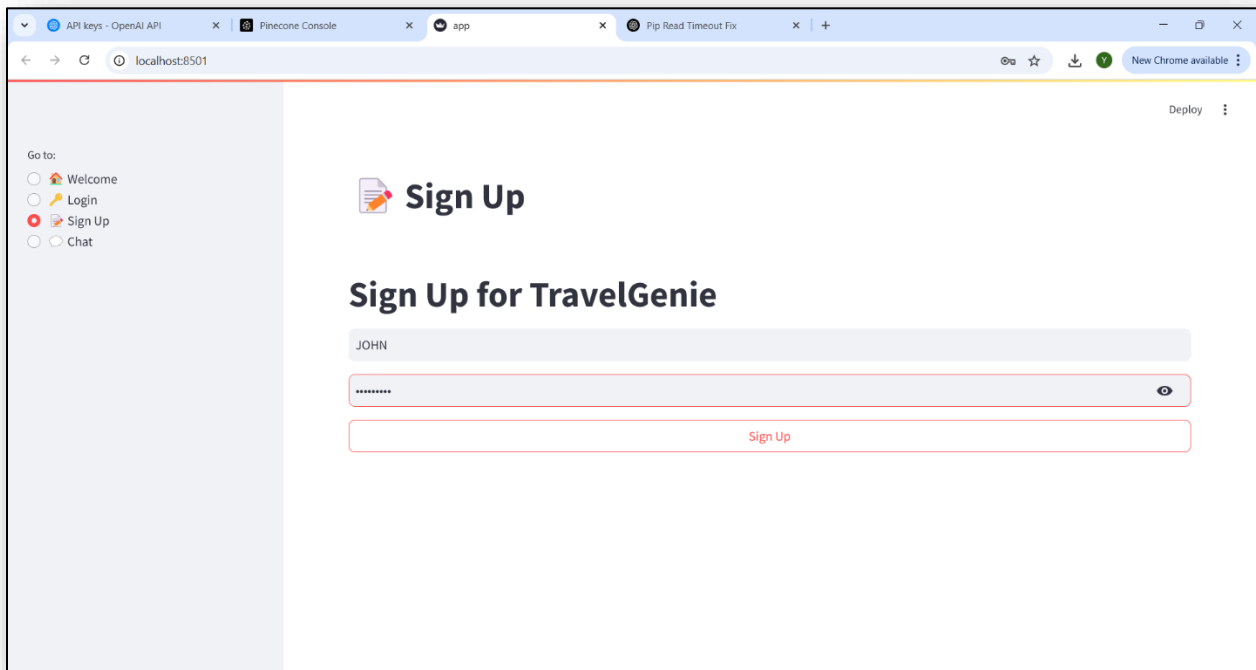 API keys - OpenAI API
Pinecone Console
app
Pip Read Timeout Fix
localhost:8501
Y
New Chrome available
Deploy
Go to:
Welcome
Login
Sign Up
Chat
Sign Up
Sign Up for TravelGenie
JOHN
•••••••••
Sign Up